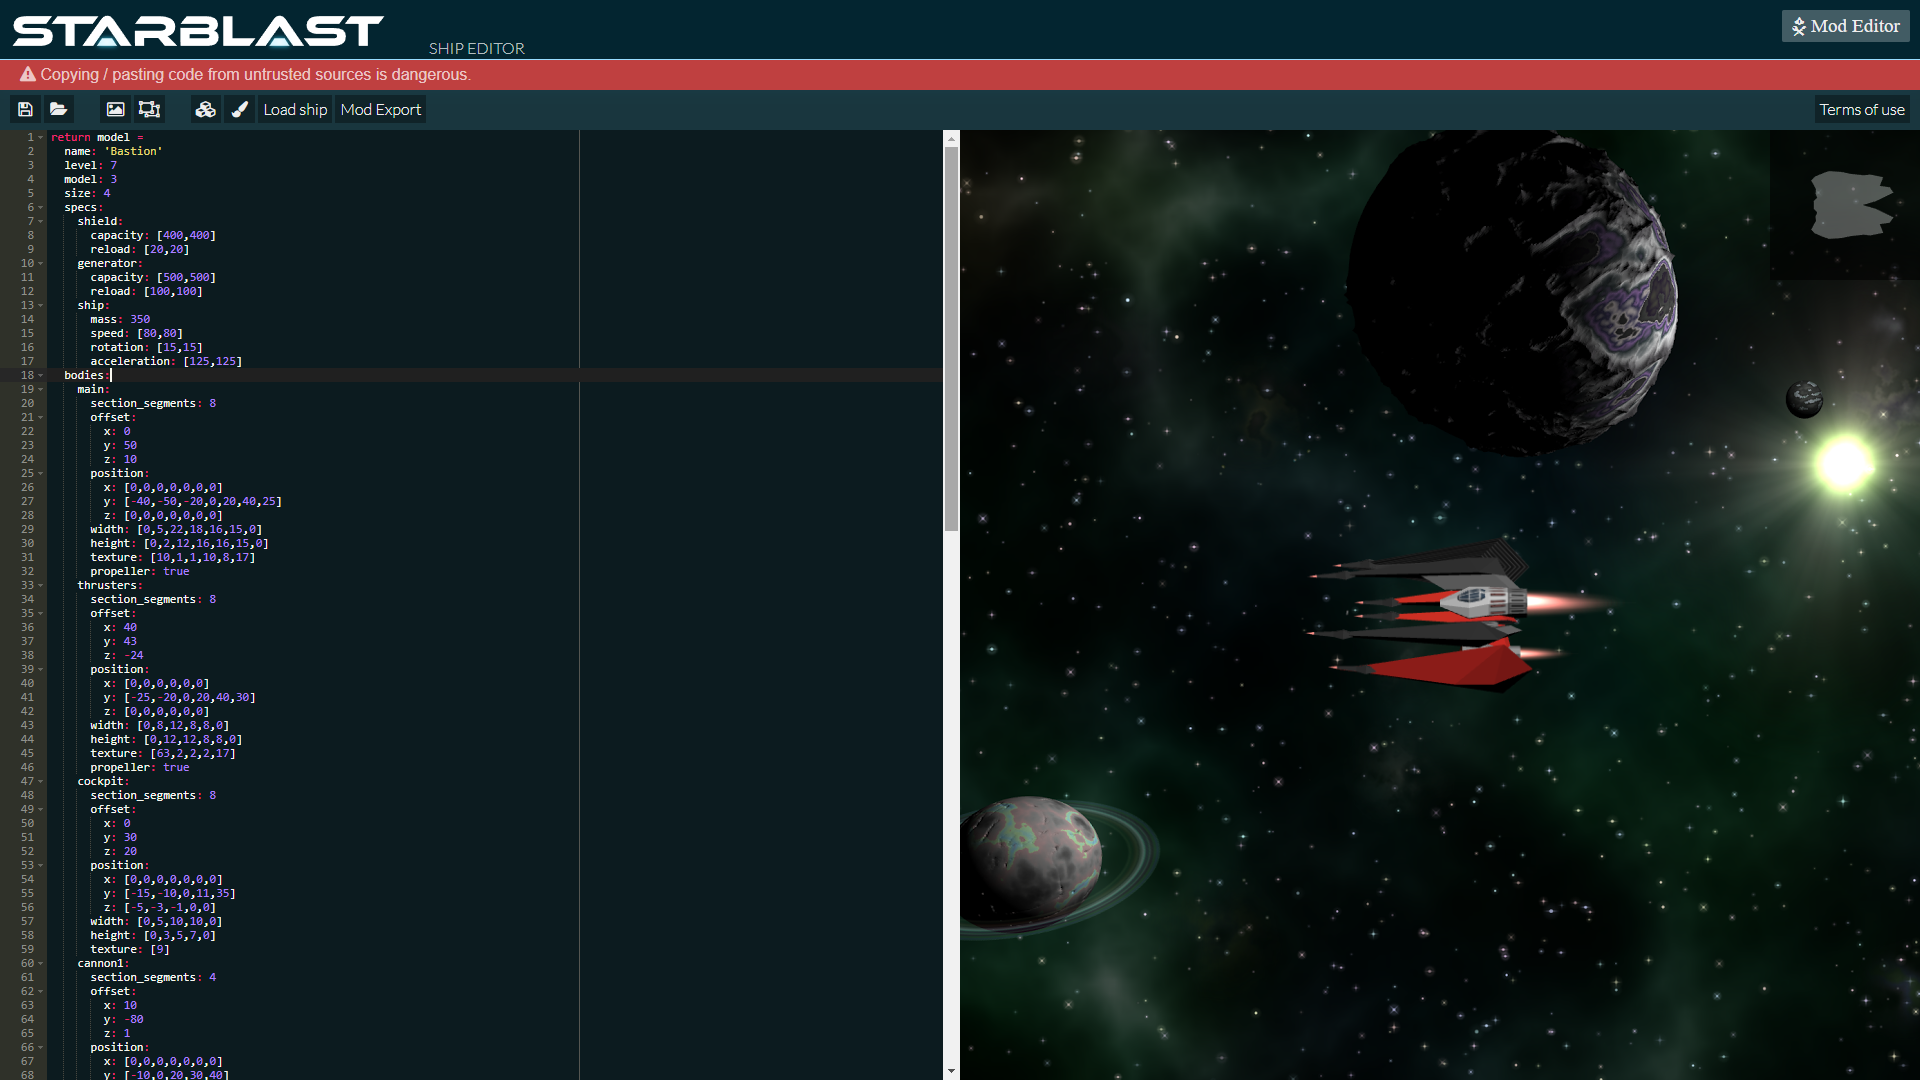 STARBLAST
SHIP EDITOR
Mod Editor
Copying / pasting code from untrusted sources is dangerous.
Load ship Mod Export
Terms of use
1 return model =
2 name: 'Bastion'
3 level: 7
4 model: 3
5 size: 4
6 specs:
7 shield:
8 capacity: [400,400]
9 reload: [20,20]
10 generator:
11 capacity: [500,500]
12 reload: [100,100]
13 ship:
14 mass: 350
15 speed: [80,80]
16 rotation: [15,15]
17 acceleration: [125,125]
18 bodies:
19 main:
20 section_segments: 8
21 offset:
22 x: 0
23 y: 50
24 z: 10
25 position:
26 x: [0,0,0,0,0,0,0]
27 y: [-40,-50,-20,0,20,40,25]
28 z: [0,0,0,0,0,0,0]
29 width: [0,5,22,18,16,15,0]
30 height: [0,2,12,16,16,15,0]
31 texture: [10,1,1,10,8,17]
32 propeller: true
33 thrusters:
34 section_segments: 8
35 offset:
36 x: 40
37 y: 43
38 z: -24
39 position:
40 x: [0,0,0,0,0,0]
41 y: [-25,-20,0,20,40,30]
42 z: [0,0,0,0,0,0]
43 width: [0,8,12,8,8,0]
44 height: [0,12,12,8,8,0]
45 texture: [63,2,2,2,17]
46 propeller: true
47 cockpit:
48 section_segments: 8
49 offset:
50 x: 0
51 y: 30
52 z: 20
53 position:
54 x: [0,0,0,0,0,0,0]
55 y: [-15,-10,0,11,35]
56 z: [-5,-3,-1,0,0]
57 width: [0,5,10,10,0]
58 height: [0,3,5,7,0]
59 texture: [9]
60 cannon1:
61 section_segments: 4
62 offset:
63 x: 10
64 y: -80
65 z: 1
66 position:
67 x: [0,0,0,0,0,0,0]
68 y: [-10,0,20,30,40]